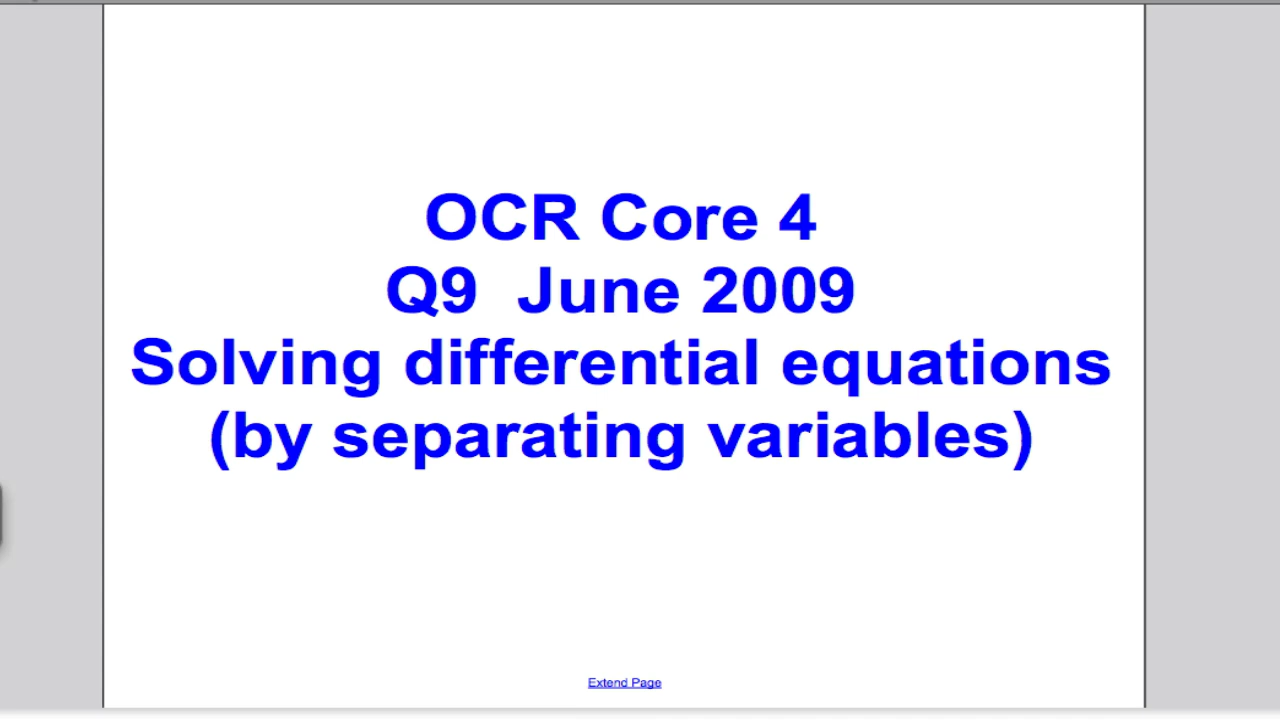 OCR Core 4
Q9 June 2009
Solving differential equations
(by separating variables)
Extend Page